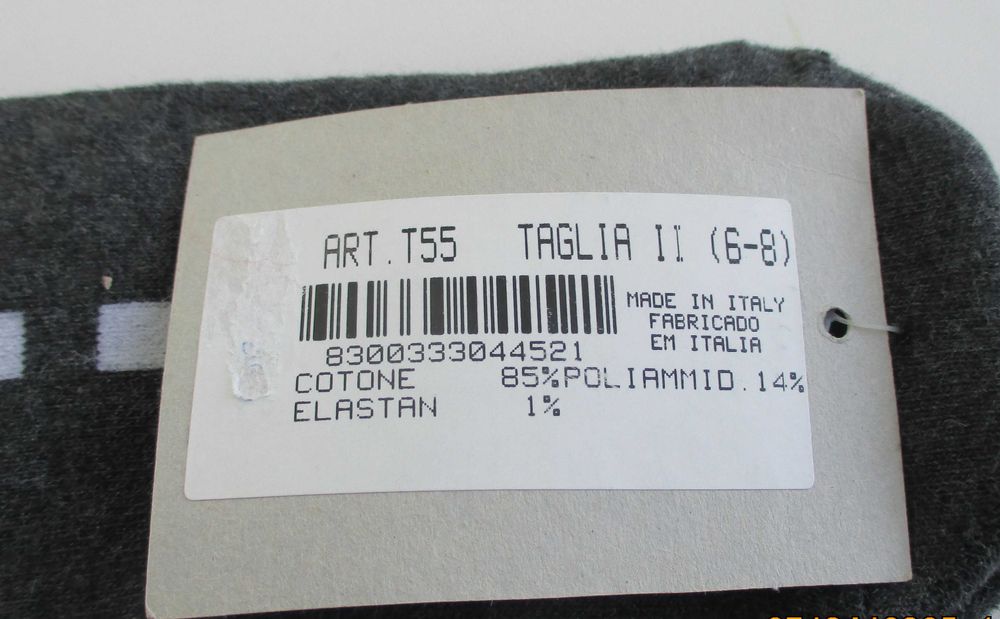 ART.T55 TAGLIA II (6-8)
MADE IN ITALY
FABRICADO
EM ITALIA
8300333044521
COTONE 85%POLIAMMID.14%
ELASTAN 1%